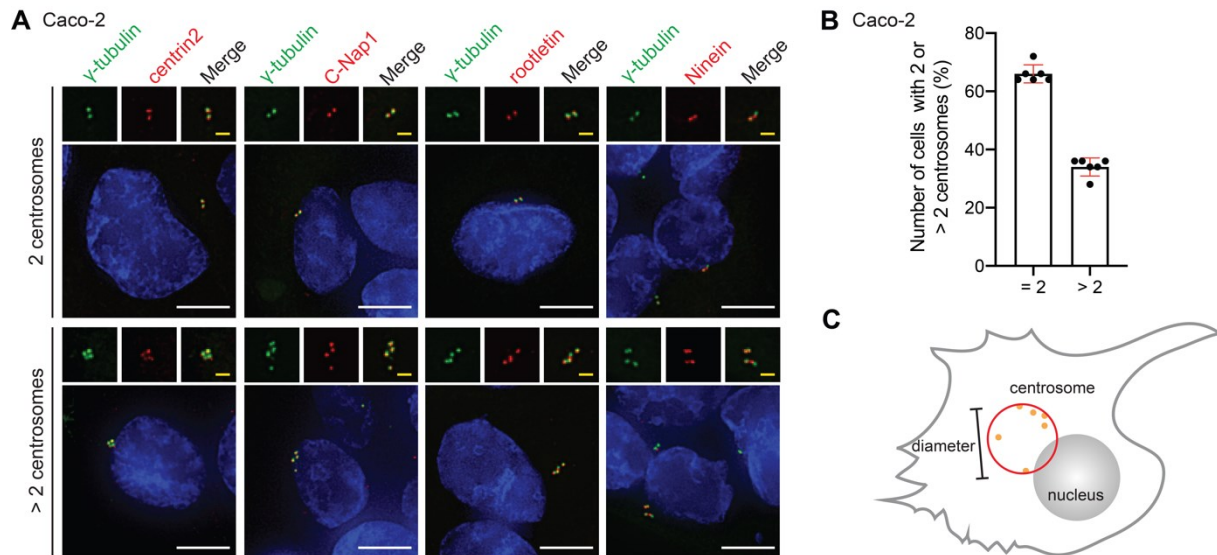 A Caco-2
γ-tubulin centrin2 Merge γ-tubulin C-Nap1 Merge γ-tubulin rootletin Merge γ-tubulin Ninein Merge
2 centrosomes
> 2 centrosomes
B Caco-2
Number of cells with 2 or
> 2 centrosomes (%)
80
60
40
20
0
= 2 > 2
C
centrosome
diameter
nucleus